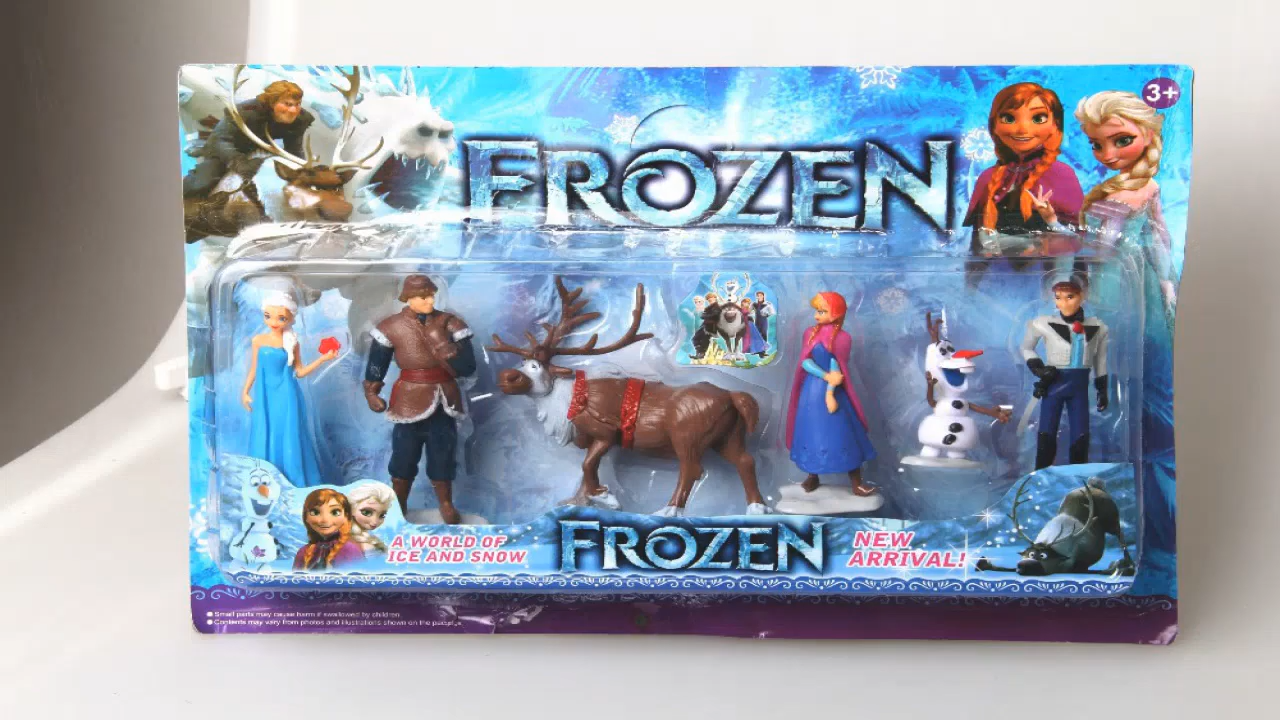 3+
FROZEN
A WORLD OF
ICE AND SNOW
FROZEN
NEW
ARRIVAL!
● Small parts may cause harm if swallowed by children.
● Contents may vary from photos and illustrations shown on the package.